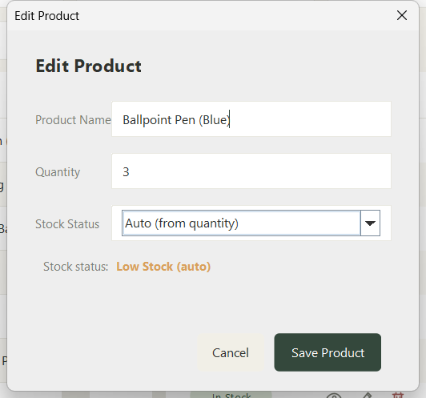 Edit Product
Edit Product
Product Name Ballpoint Pen (Blue)
Quantity 3
Stock Status Auto (from quantity)
Stock status: Low Stock (auto)
Cancel Save Product
In Stock